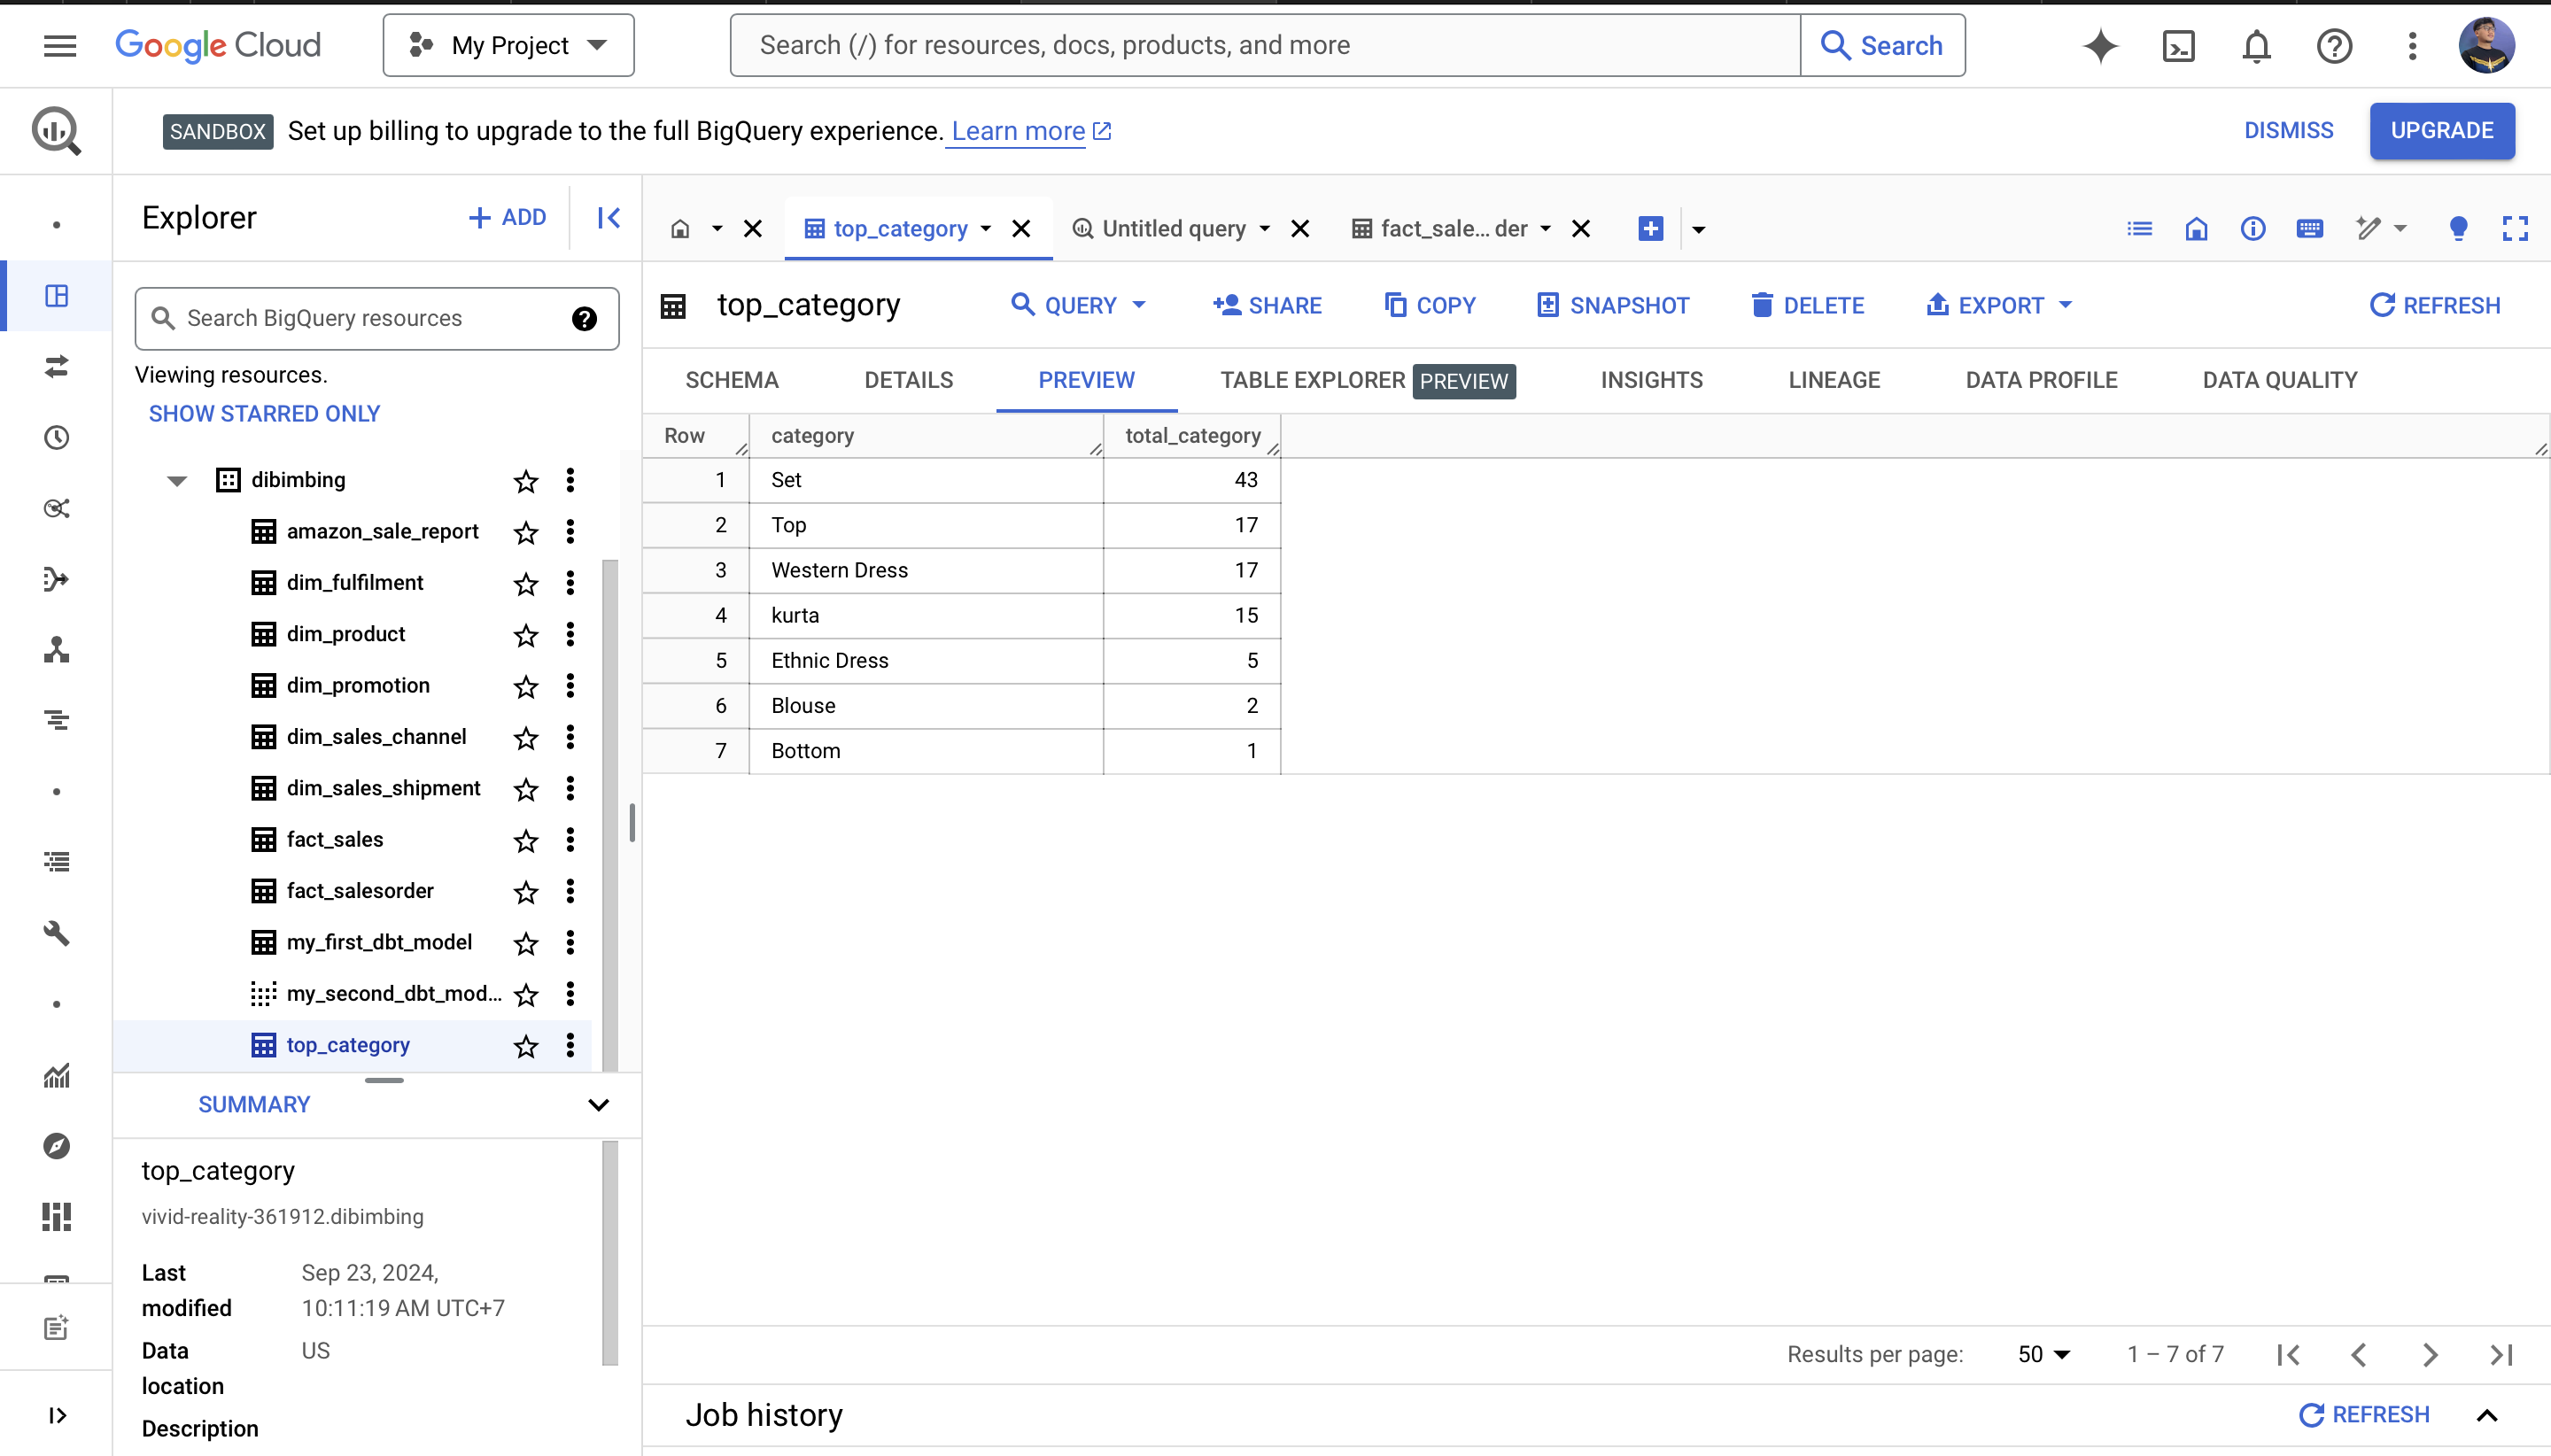 Google Cloud
My Project
Search (/) for resources, docs, products, and more
Search
SANDBOX Set up billing to upgrade to the full BigQuery experience. Learn more
DISMISS
UPGRADE
Explorer
ADD
Search BigQuery resources
Viewing resources.
SHOW STARRED ONLY
dibimbing
amazon_sale_report
dim_fulfilment
dim_product
dim_promotion
dim_sales_channel
dim_sales_shipment
fact_sales
fact_salesorder
my_first_dbt_model
my_second_dbt_mod...
top_category
SUMMARY
top_category
vivid-reality-361912.dibimbing
Last modified Sep 23, 2024, 10:11:19 AM UTC+7
Data location US
Description
top_category
Untitled query
fact_sale... der
top_category
QUERY
SHARE
COPY
SNAPSHOT
DELETE
EXPORT
REFRESH
SCHEMA
DETAILS
PREVIEW
TABLE EXPLORER PREVIEW
INSIGHTS
LINEAGE
DATA PROFILE
DATA QUALITY
Row category total_category
1 Set 43
2 Top 17
3 Western Dress 17
4 kurta 15
5 Ethnic Dress 5
6 Blouse 2
7 Bottom 1
Results per page: 50 1 – 7 of 7
Job history
REFRESH